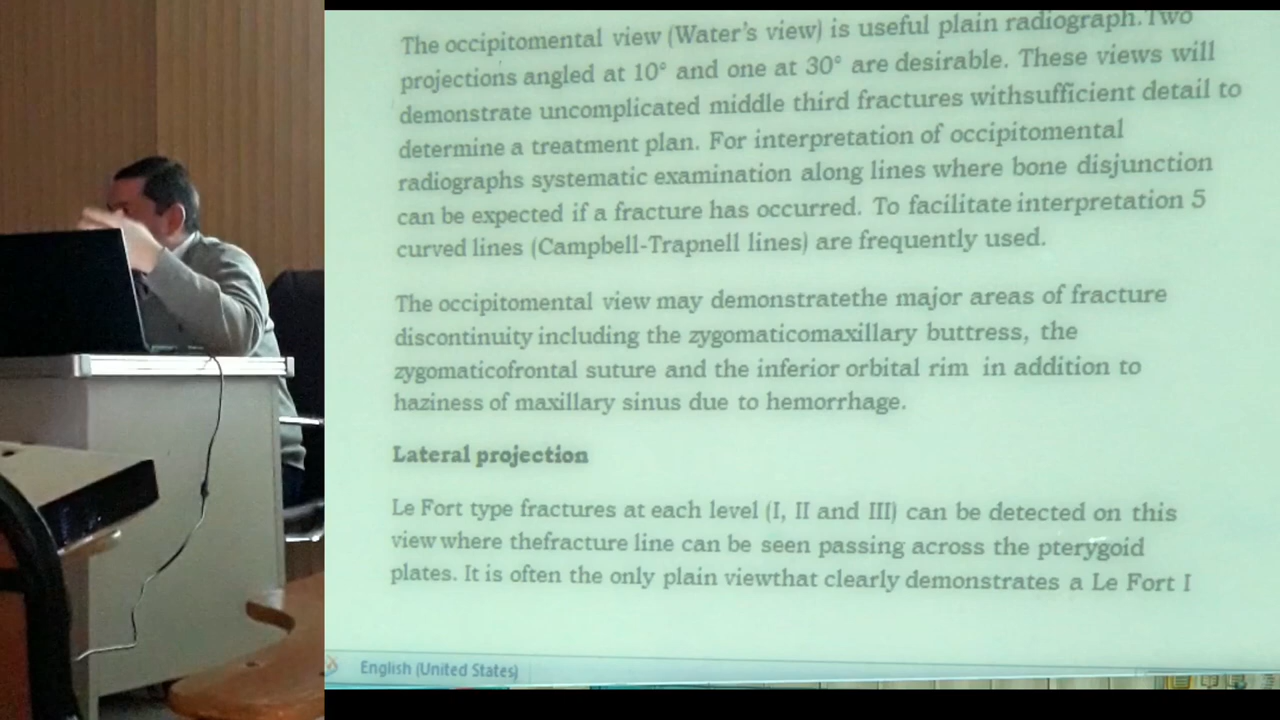 The occipitomental view (Water's view) is useful plain radiograph.Two
projections angled at 10° and one at 30° are desirable. These views will
demonstrate uncomplicated middle third fractures withsufficient detail to
determine a treatment plan. For interpretation of occipitomental
radiographs systematic examination along lines where bone disjunction
can be expected if a fracture has occurred. To facilitate interpretation 5
curved lines (Campbell-Trapnell lines) are frequently used.
The occipitomental view may demonstratethe major areas of fracture
discontinuity including the zygomaticomaxillary buttress, the
zygomaticofrontal suture and the inferior orbital rim in addition to
haziness of maxillary sinus due to hemorrhage.
Lateral projection
Le Fort type fractures at each level (I, II and III) can be detected on this
view where thefracture line can be seen passing across the pterygoid
plates. It is often the only plain viewthat clearly demonstrates a Le Fort I
English (United States)